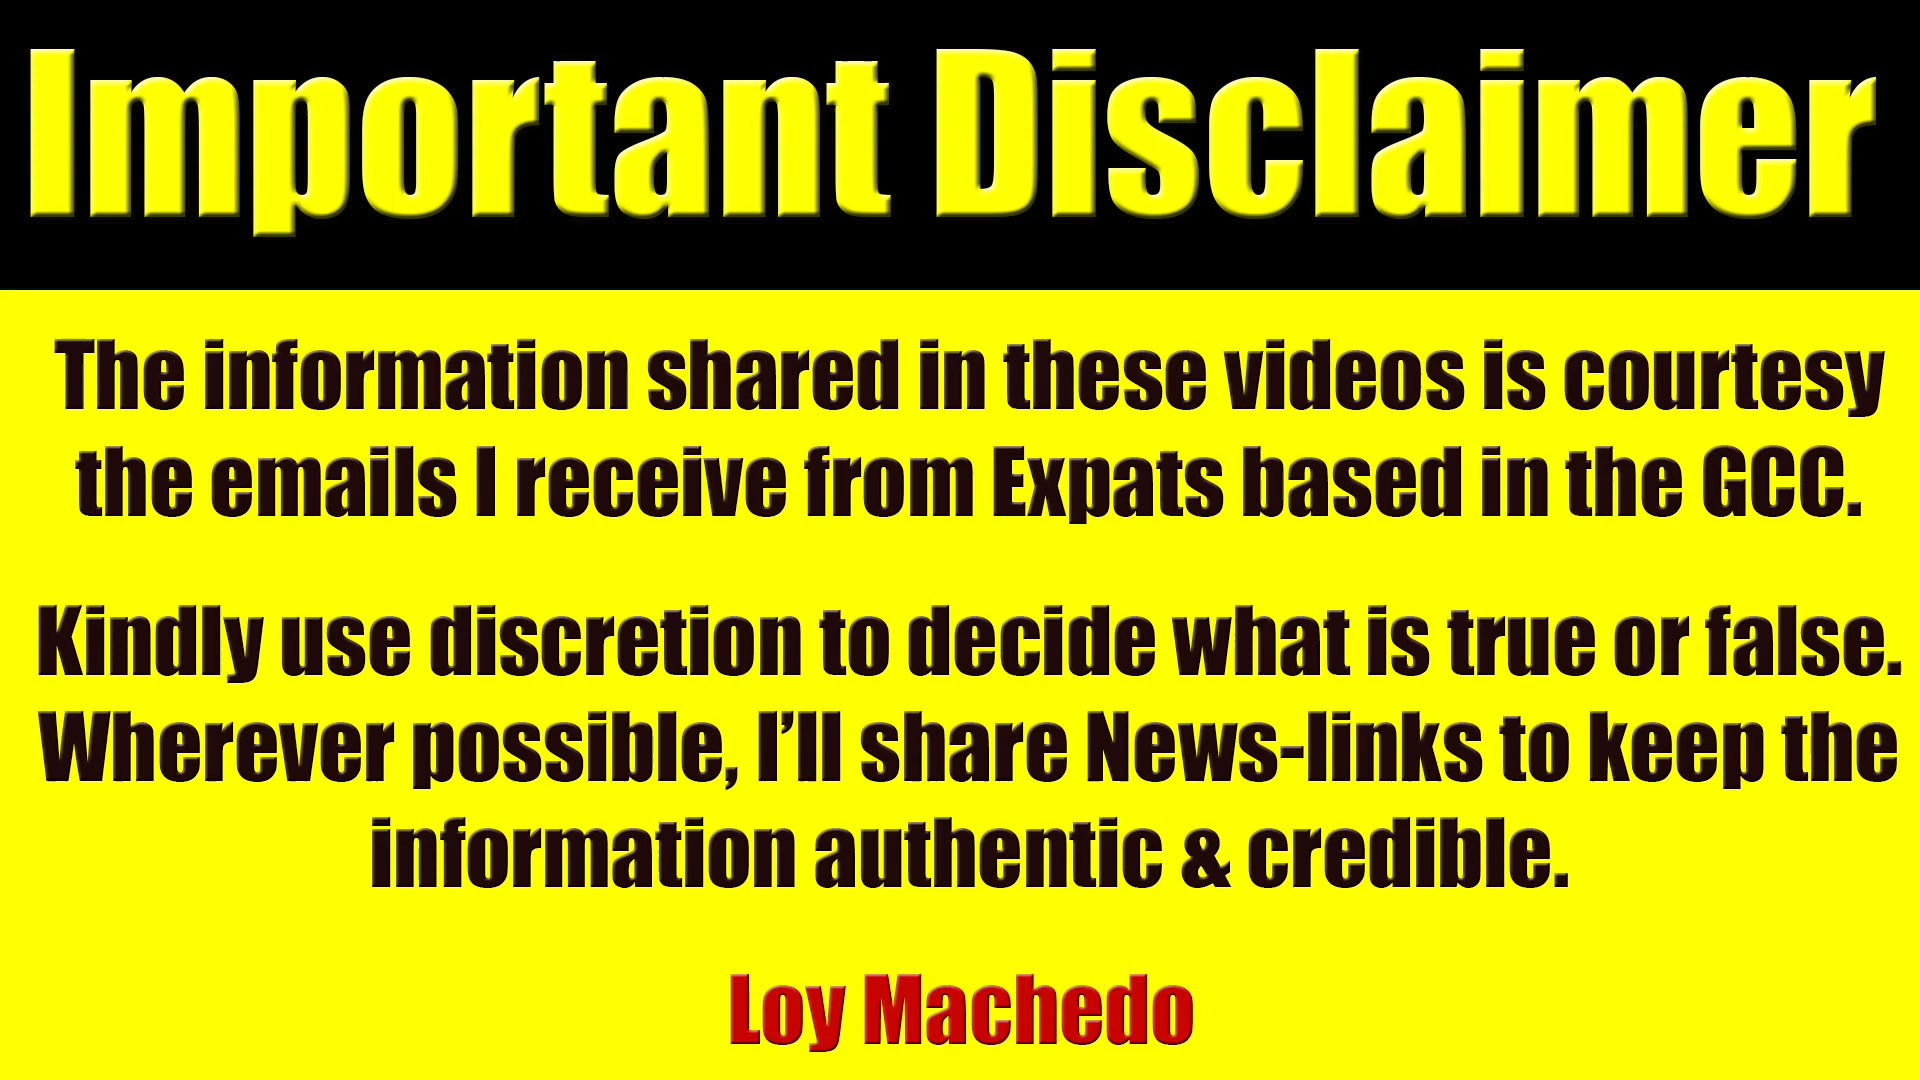 Important Disclaimer
The information shared in these videos is courtesy
the emails I receive from Expats based in the GCC.
Kindly use discretion to decide what is true or false.
Wherever possible, I’ll share News-links to keep the
information authentic & credible.
Loy Machedo